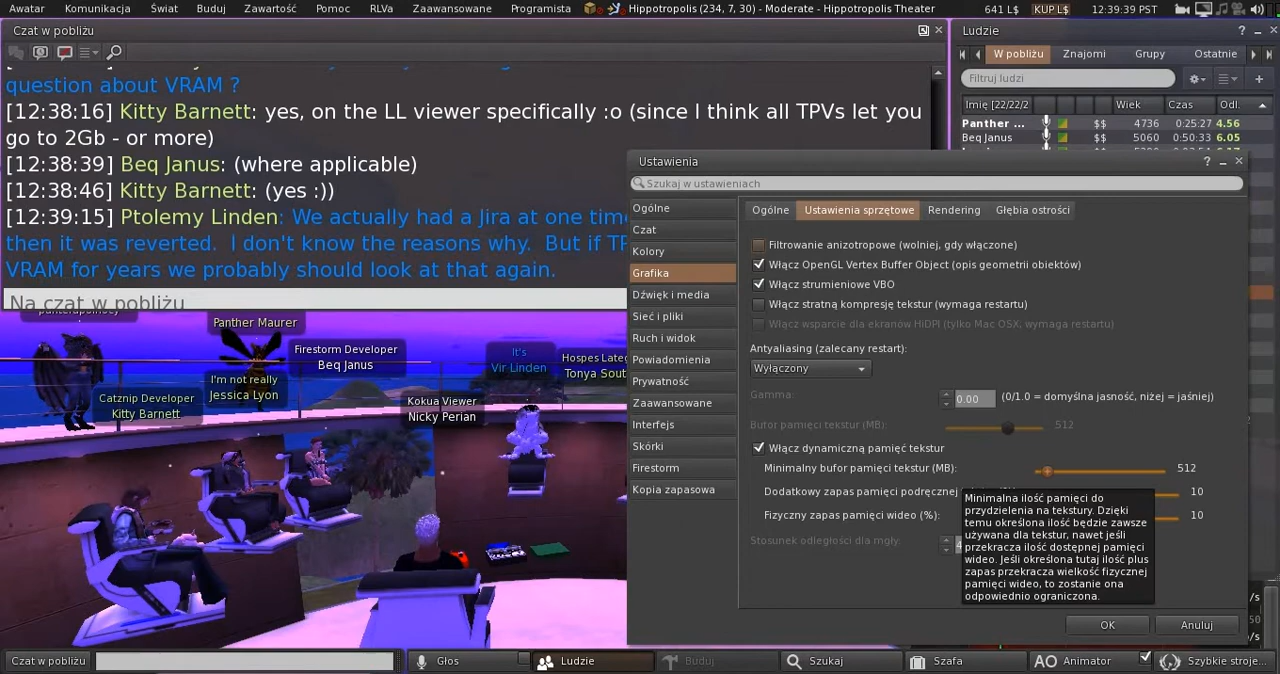 Awatar Komunikacja Świat Buduj Zawartość Pomoc RLVa Zaawansowane Programista Hippotropolis (234, 7, 30) - Moderate - Hippotropolis Theater 641 L$ KUP L$ 12:39:39 PST
Czat w pobliżu
question about VRAM ?
[12:38:16] Kitty Barnett: yes, on the LL viewer specifically :o (since I think all TPVs let you
go to 2Gb - or more)
[12:38:39] Beq Janus: (where applicable)
[12:38:46] Kitty Barnett: (yes :))
[12:39:15] Ptolemy Linden: We actually had a Jira at one time
then it was reverted. I don't know the reasons why. But if TP
VRAM for years we probably should look at that again.
Na czat w pobliżu
Ludzie
W pobliżu Znajomi Grupy Ostatnie
Filtruj ludzi
Imię [22/22/2 Wiek Czas Odl.
Panther ... $$ 4736 0:25:27 4.56
Beq Janus $$ 5060 0:50:33 6.05
Ustawienia
Szukaj w ustawieniach
Ogólne
Czat
Kolory
Grafika
Dźwięk i media
Sieć i pliki
Ruch i widok
Powiadomienia
Prywatność
Zaawansowane
Interfejs
Skórki
Firestorm
Kopia zapasowa
Ogólne Ustawienia sprzętowe Rendering Głębia ostrości
Filtrowanie anizotropowe (wolniej, gdy włączone)
Włącz OpenGL Vertex Buffer Object (opis geometrii obiektów)
Włącz strumieniowe VBO
Włącz stratną kompresję tekstur (wymaga restartu)
Włącz wsparcie dla ekranów HiDPI (tylko Mac OSX, wymaga restartu)
Antyaliasing (zalecany restart):
Wyłączony
Gamma: 0.00 (0/1.0 = domyślna jasność, niżej = jaśniej)
Bufor pamięci tekstur (MB): 512
Włącz dynamiczną pamięć tekstur
Minimalny bufor pamięci tekstur (MB): 512
Dodatkowy zapas pamięci podręcznej 10
Fizyczny zapas pamięci wideo (%): 10
Stosunek odległości dla mgły: 4
Minimalna ilość pamięci do
przydzielenia na tekstury. Dzięki
temu określona ilość będzie zawsze
używana dla tekstur, nawet jeśli
przekracza ilość dostępnej pamięci
wideo. Jeśli określona tutaj ilość plus
zapas przekracza wielkość fizycznej
pamięci wideo, to zostanie ona
odpowiednio ograniczona.
OK Anuluj
Panther Maurer
Firestorm Developer
Beq Janus
I'm not really
Jessica Lyon
Catznip Developer
Kitty Barnett
Kokua Viewer
Nicky Perian
It's
Vir Linden
Hospes Lateg
Tonya Sout
Czat w pobliżu Głos Ludzie Buduj Szukaj Szafa AO Animator Szybkie stroje...